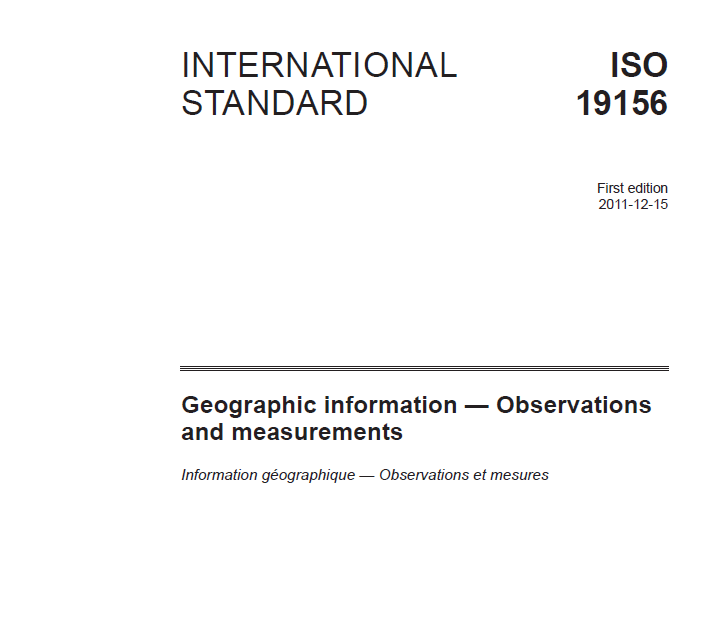 INTERNATIONAL
STANDARD
ISO
19156
First edition
2011-12-15
Geographic information — Observations
and measurements
Information géographique — Observations et mesures